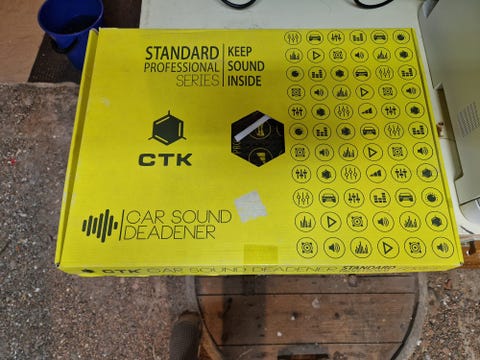 STANDARD
PROFESSIONAL
SERIES
KEEP
SOUND
INSIDE
CTK
CAR SOUND
DEADENER
CTK CAR SOUND DEADENER STANDARD